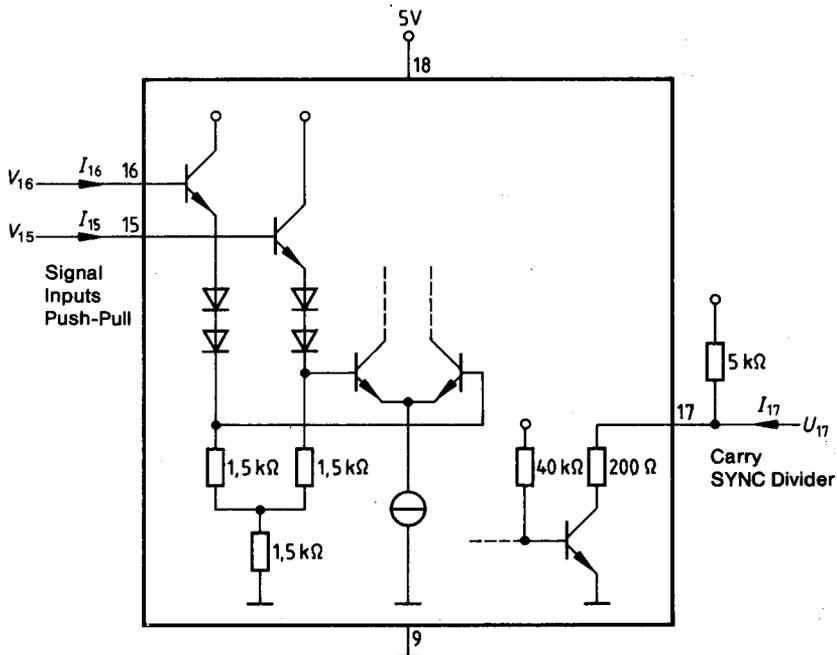 5V
18
I16
16
V16
I15
15
V15
Signal
Inputs
Push-Pull
5 kΩ
17
I17
U17
1,5 kΩ
1,5 kΩ
40 kΩ
200 Ω
Carry
SYNC Divider
1,5 kΩ
9